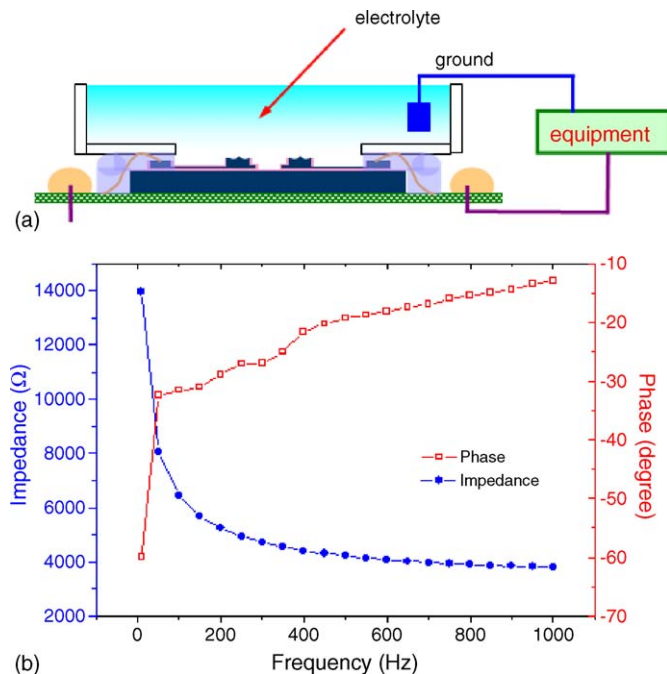 electrolyte
ground
equipment
(a)
14000
12000
10000
8000
6000
4000
2000
Impedance (Ω)
-10
-20
-30
-40
-50
-60
-70
Phase (degree)
Phase
Impedance
0
200
400
600
800
1000
Frequency (Hz)
(b)